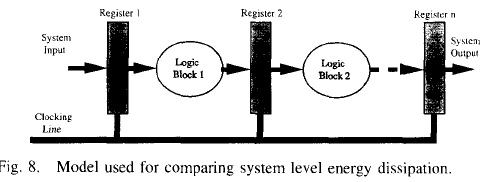 Register 1
Register 2
Register n
System
Input
Logic
Block 1
Logic
Block 2
System
Output
Clocking
Line
Fig. 8. Model used for comparing system level energy dissipation.